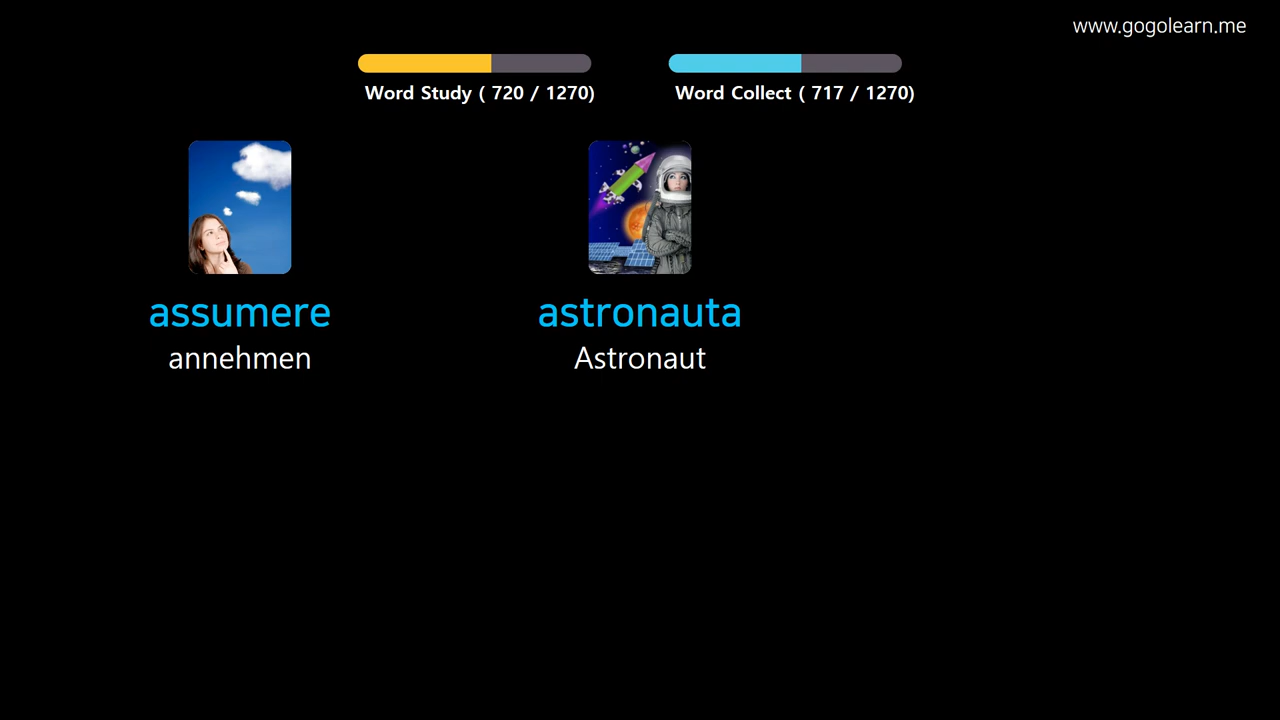 www.gogolearn.me
Word Study ( 720 / 1270)
Word Collect ( 717 / 1270)
assumere
annehmen
astronauta
Astronaut